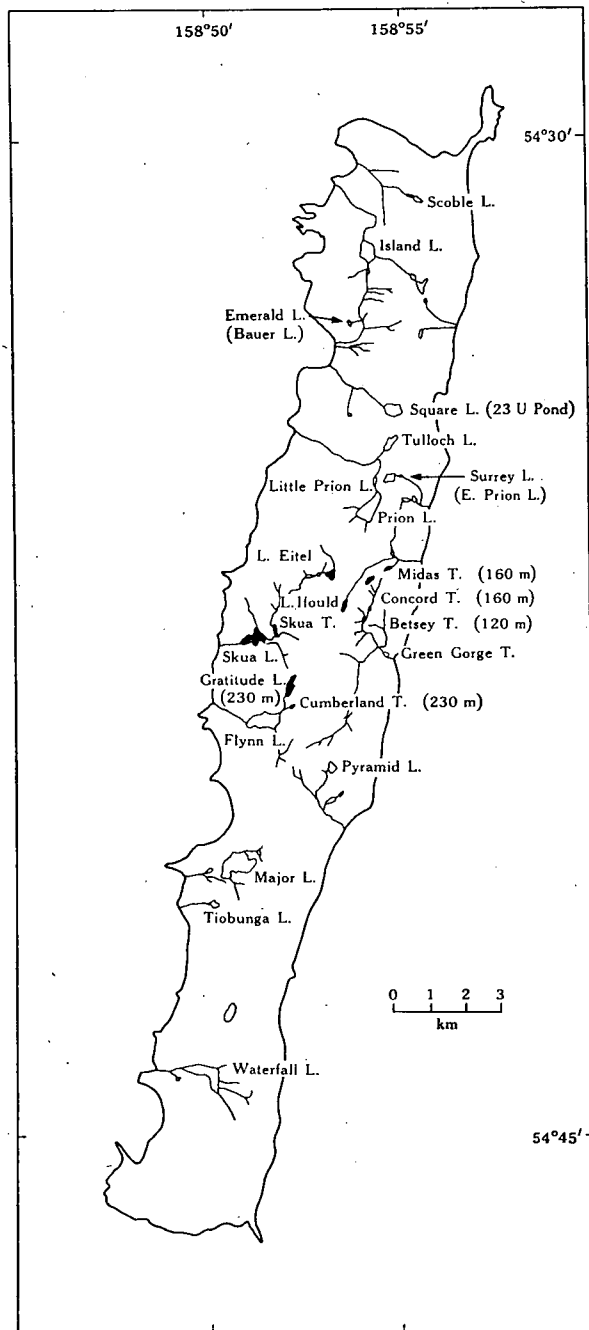 158°50′ 158°55′
54°30′
Scoble L.
Island L.
Emerald L.
(Bauer L.)
Square L. (23 U Pond)
Tulloch L.
Little Prion L.
Surrey L.
(E. Prion L.)
Prion L.
L. Eitel
Midas T. (160 m)
L. Hould
Concord T. (160 m)
Skua T.
Betsey T. (120 m)
Skua L.
Green Gorge T.
Gratitude L.
(230 m)
Cumberland T. (230 m)
Flynn L.
Pyramid L.
Major L.
Tiobunga L.
0 1 2 3
km
Waterfall L.
54°45′